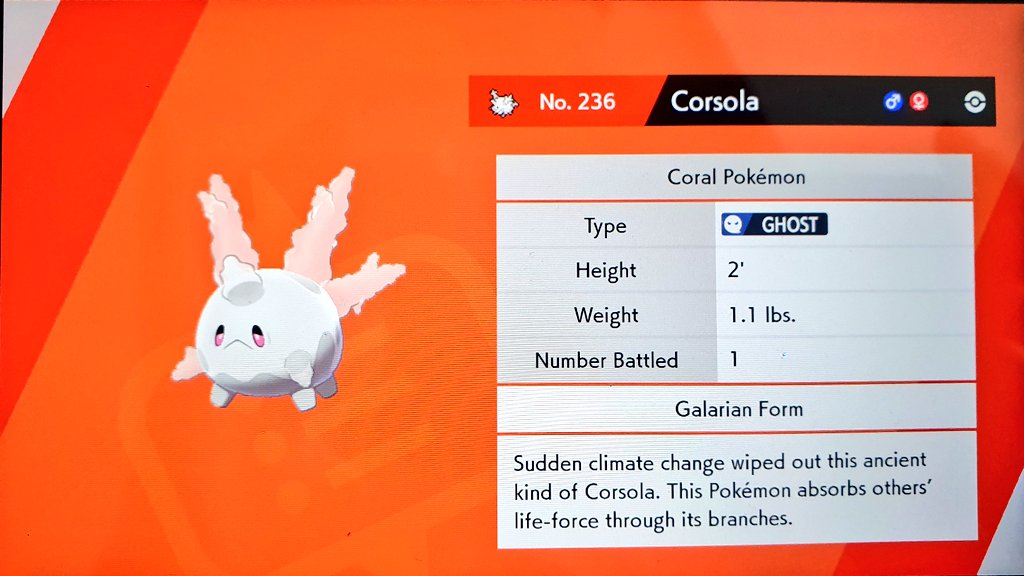 No. 236 Corsola
Coral Pokémon
Type GHOST
Height 2'
Weight 1.1 lbs.
Number Battled 1
Galarian Form
Sudden climate change wiped out this ancient
kind of Corsola. This Pokémon absorbs others’
life-force through its branches.